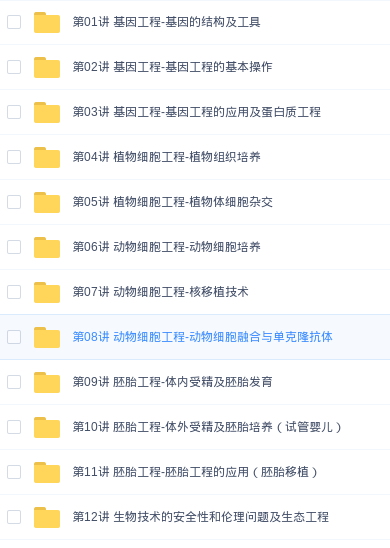 第01讲 基因工程-基因的结构及工具
第02讲 基因工程-基因工程的基本操作
第03讲 基因工程-基因工程的应用及蛋白质工程
第04讲 植物细胞工程-植物组织培养
第05讲 植物细胞工程-植物体细胞杂交
第06讲 动物细胞工程-动物细胞培养
第07讲 动物细胞工程-核移植技术
第08讲 动物细胞工程-动物细胞融合与单克隆抗体
第09讲 胚胎工程-体内受精及胚胎发育
第10讲 胚胎工程-体外受精及胚胎培养（试管婴儿）
第11讲 胚胎工程-胚胎工程的应用（胚胎移植）
第12讲 生物技术的安全性和伦理问题及生态工程